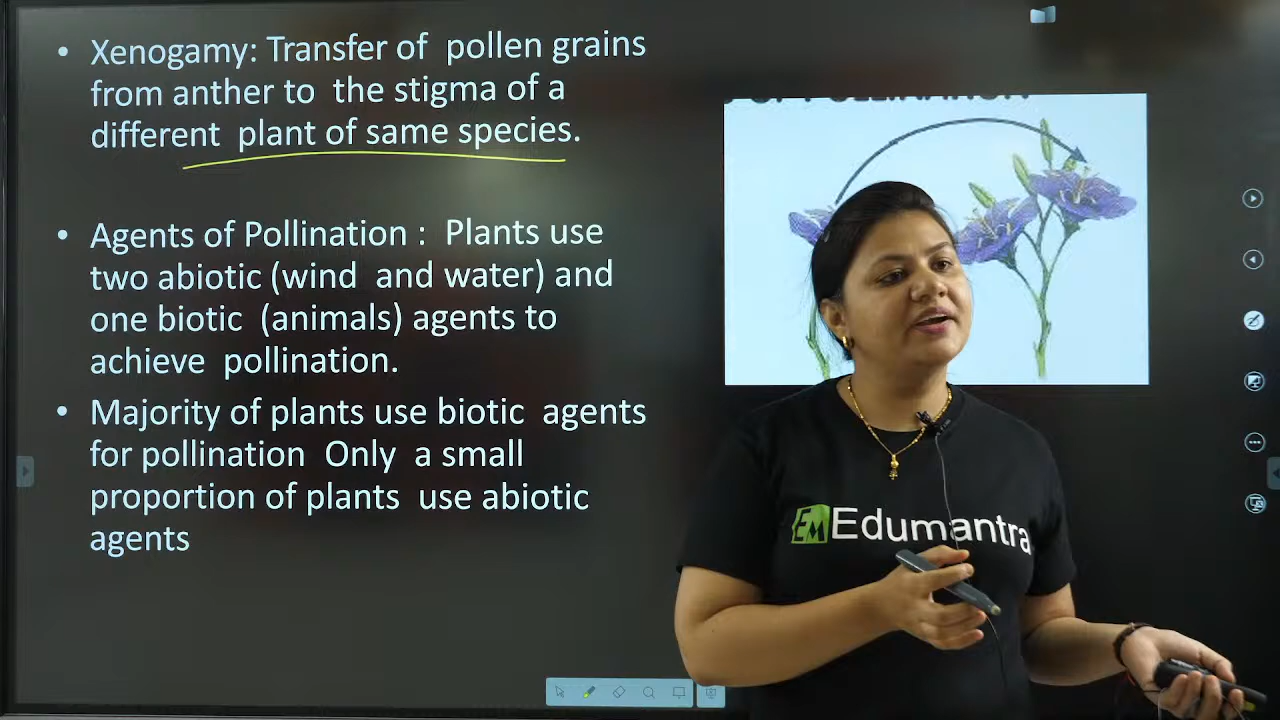 • Xenogamy: Transfer of pollen grains
from anther to the stigma of a
different plant of same species.
• Agents of Pollination : Plants use
two abiotic (wind and water) and
one biotic (animals) agents to
achieve pollination.
• Majority of plants use biotic agents
for pollination Only a small
proportion of plants use abiotic
agents
EM Edumantra